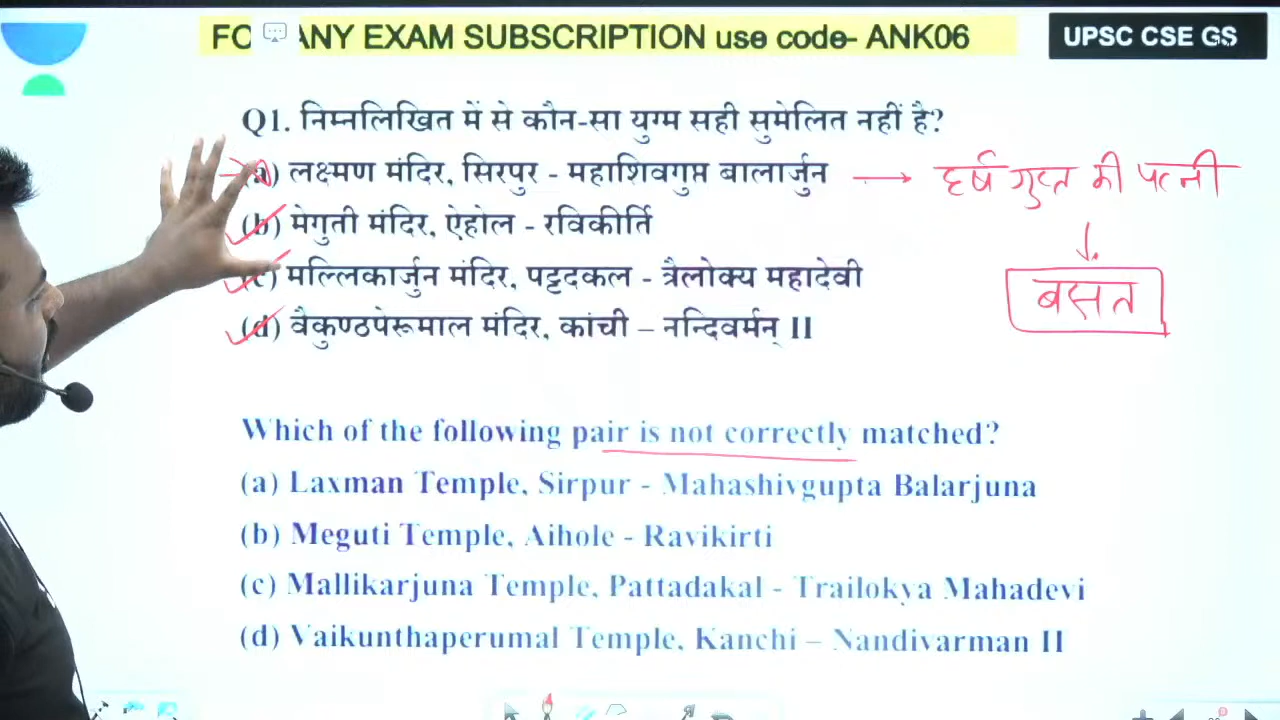 FO ANY EXAM SUBSCRIPTION use code- ANK06
UPSC CSE GS
Q1. निम्नलिखित में से कौन-सा युग्म सही सुमेलित नहीं है?
(a) लक्ष्मण मंदिर, सिरपुर - महाशिवगुप्त बालार्जुन
हर्ष गुप्त की पत्नी
(b) मेगुती मंदिर, ऐहोल - रविकीर्ति
(c) मल्लिकार्जुन मंदिर, पट्टदकल - त्रैलोक्य महादेवी
बसत
(d) वैकुण्ठपेरूमाल मंदिर, कांची – नन्दिवर्मन् II
Which of the following pair is not correctly matched?
(a) Laxman Temple, Sirpur - Mahashivgupta Balarjuna
(b) Meguti Temple, Aihole - Ravikirti
(c) Mallikarjuna Temple, Pattadakal - Trailokya Mahadevi
(d) Vaikunthaperumal Temple, Kanchi – Nandivarman II